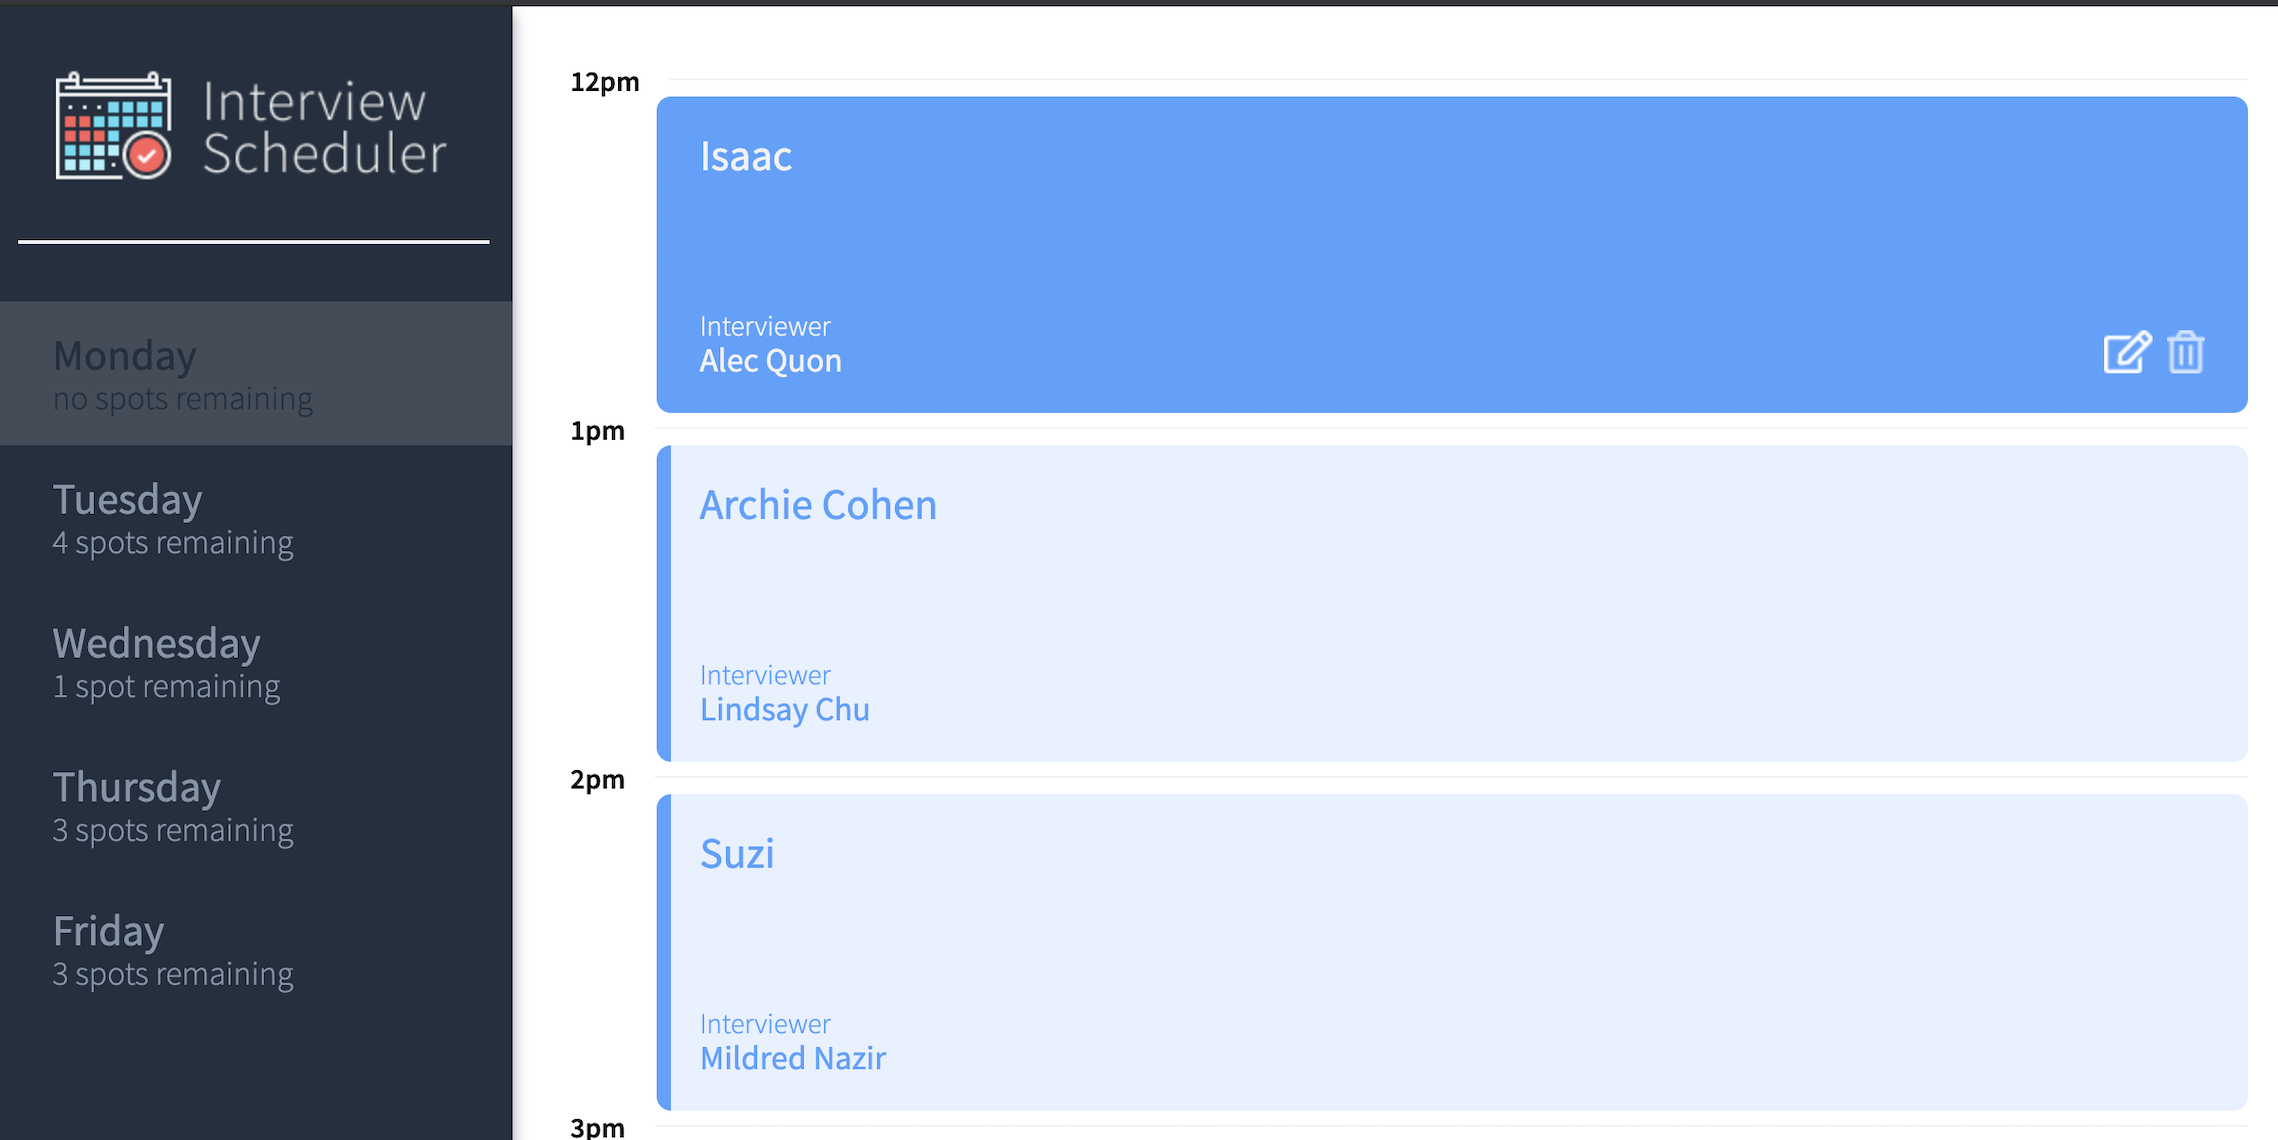 Interview
Scheduler
Monday
no spots remaining
Tuesday
4 spots remaining
Wednesday
1 spot remaining
Thursday
3 spots remaining
Friday
3 spots remaining
12pm
Isaac
Interviewer
Alec Quon
1pm
Archie Cohen
Interviewer
Lindsay Chu
2pm
Suzi
Interviewer
Mildred Nazir
3pm